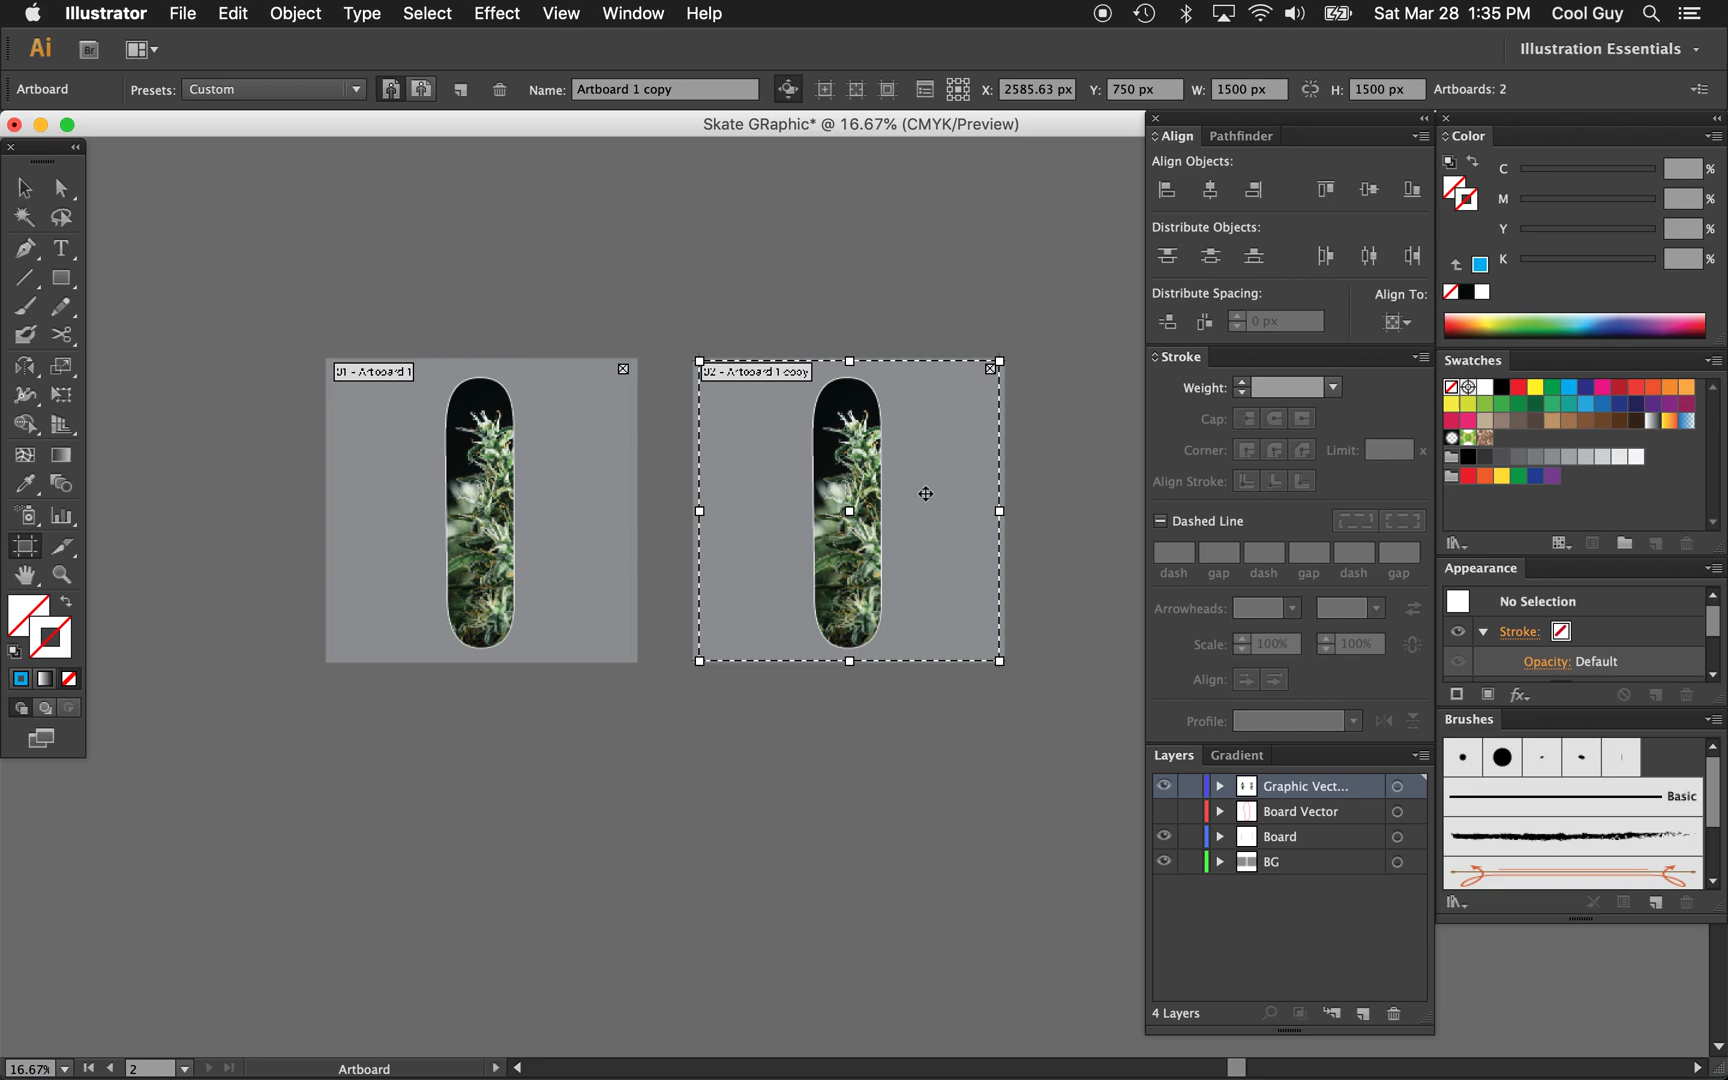 Illustrator File Edit Object Type Select Effect View Window Help Sat Mar 28 1:35 PM Cool Guy
Ai Br Illustration Essentials
Artboard Presets: Custom Name: Artboard 1 copy X: 2585.63 px Y: 750 px W: 1500 px H: 1500 px Artboards: 2
Skate GRaphic* @ 16.67% (CMYK/Preview)
01 - Artboard 1
02 - Artboard 1 copy
Align Pathfinder
Align Objects:
Distribute Objects:
Distribute Spacing: Align To:
0 px
Stroke
Weight:
Cap:
Corner: Limit: x
Align Stroke:
Dashed Line
dash gap dash gap dash gap
Arrowheads:
Scale: 100% 100%
Align:
Profile:
Layers Gradient
Graphic Vect...
Board Vector
Board
BG
4 Layers
Color
C %
M %
Y %
K %
Swatches
Appearance
No Selection
Stroke:
Opacity: Default
fx
Brushes
Basic
16.67% 2 Artboard